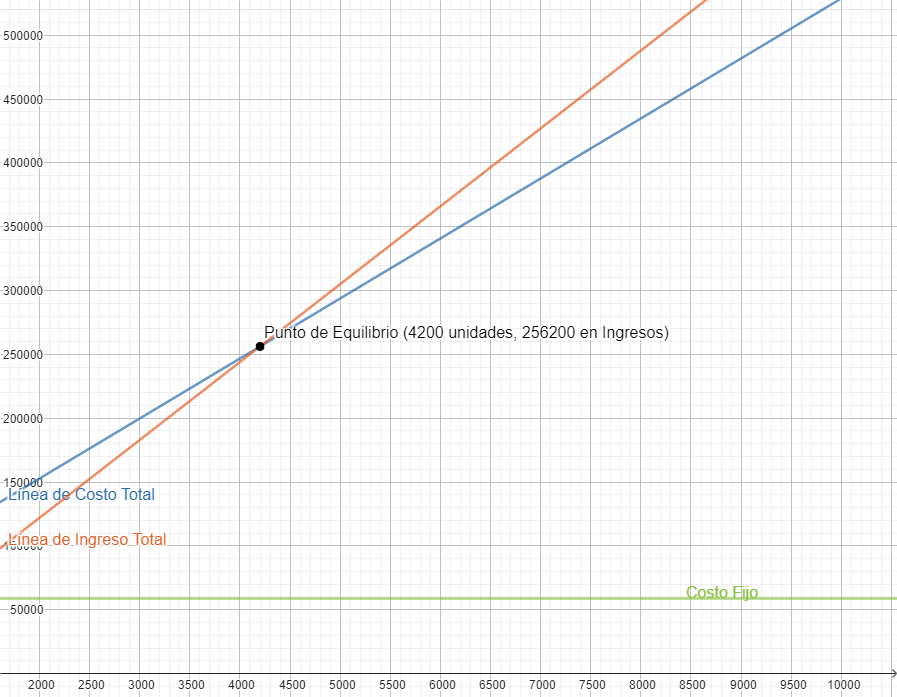 500000
450000
400000
350000
300000
Punto de Equilibrio (4200 unidades, 256200 en Ingresos)
250000
200000
150000
Línea de Costo Total
Línea de Ingreso Total
100000
Costo Fijo
50000
2000 2500 3000 3500 4000 4500 5000 5500 6000 6500 7000 7500 8000 8500 9000 9500 10000